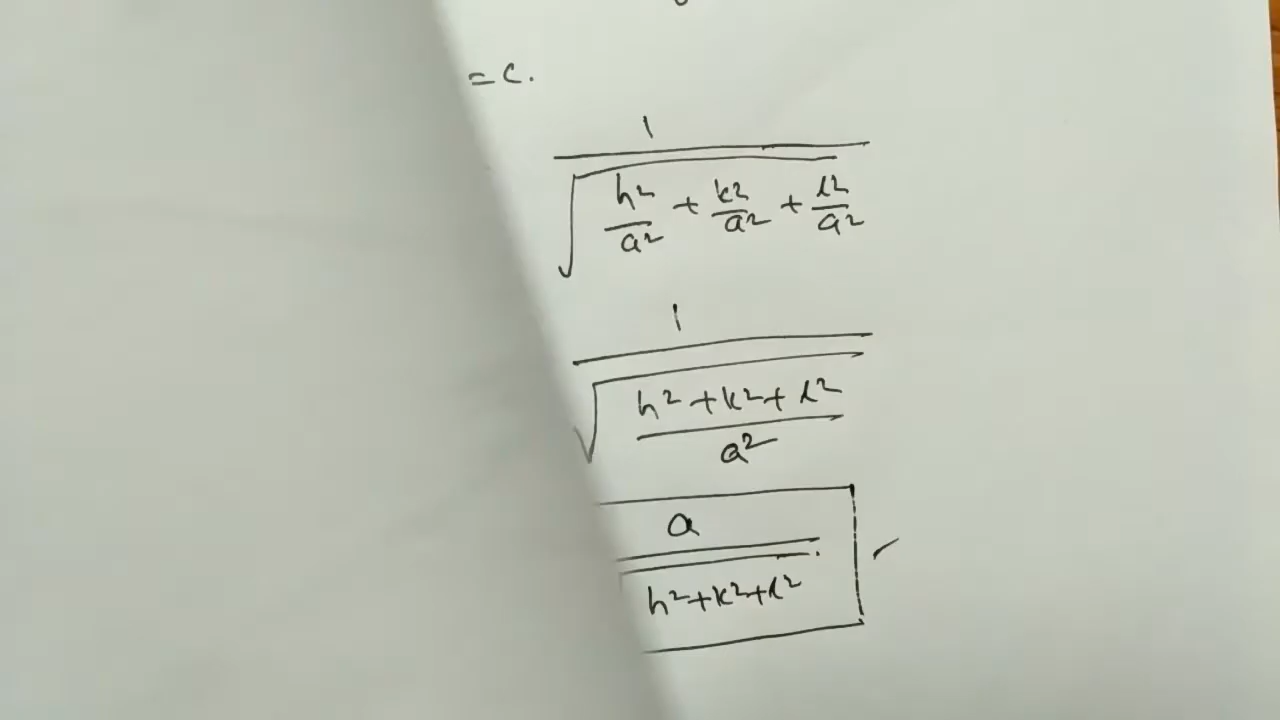 = c.
1
√ h²/a² + k²/a² + l²/a²
1
√ h² + k² + l²
a²
a
h² + k² + l²